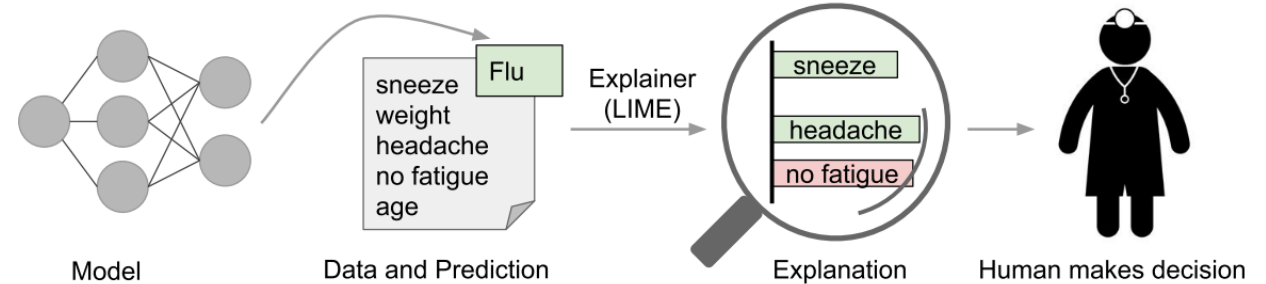 Flu
sneeze
weight
headache
no fatigue
age
Explainer
(LIME)
sneeze
headache
no fatigue
Model
Data and Prediction
Explanation
Human makes decision